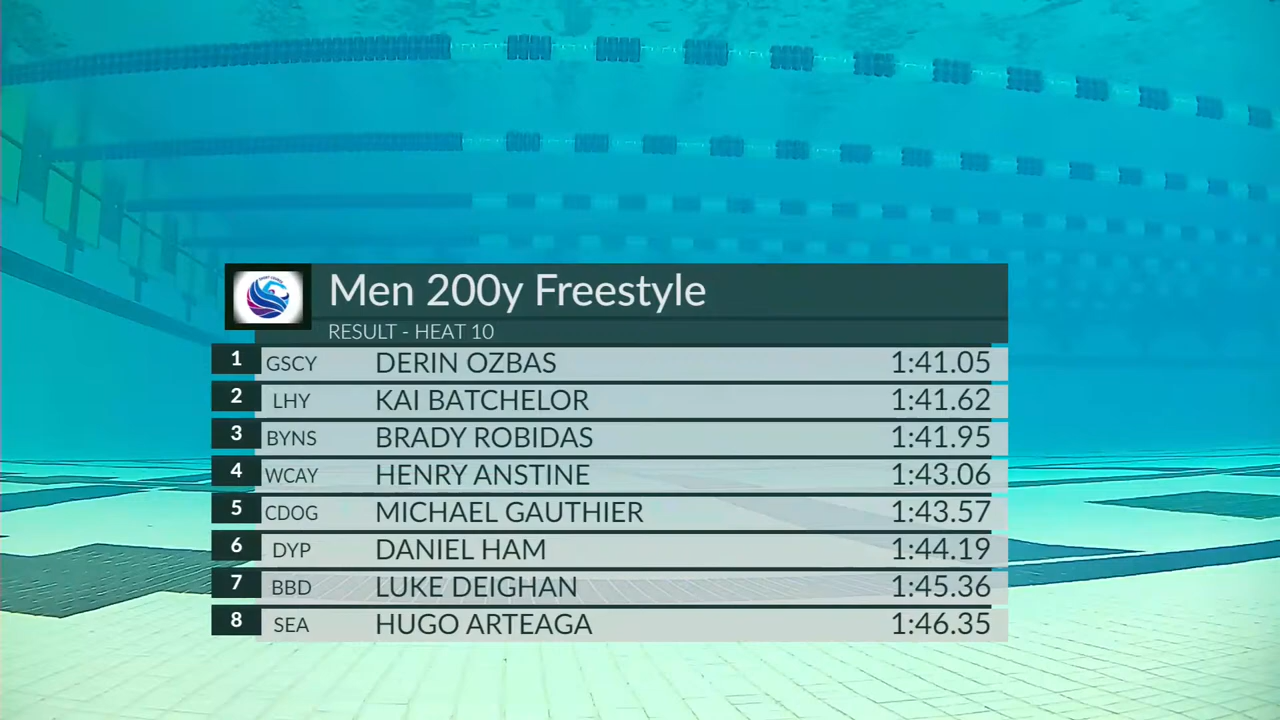 Men 200y Freestyle
RESULT - HEAT 10
1 GSCY DERIN OZBAS 1:41.05
2 LHY KAI BATCHELOR 1:41.62
3 BYNS BRADY ROBIDAS 1:41.95
4 WCAY HENRY ANSTINE 1:43.06
5 CDOG MICHAEL GAUTHIER 1:43.57
6 DYP DANIEL HAM 1:44.19
7 BBD LUKE DEIGHAN 1:45.36
8 SEA HUGO ARTEAGA 1:46.35